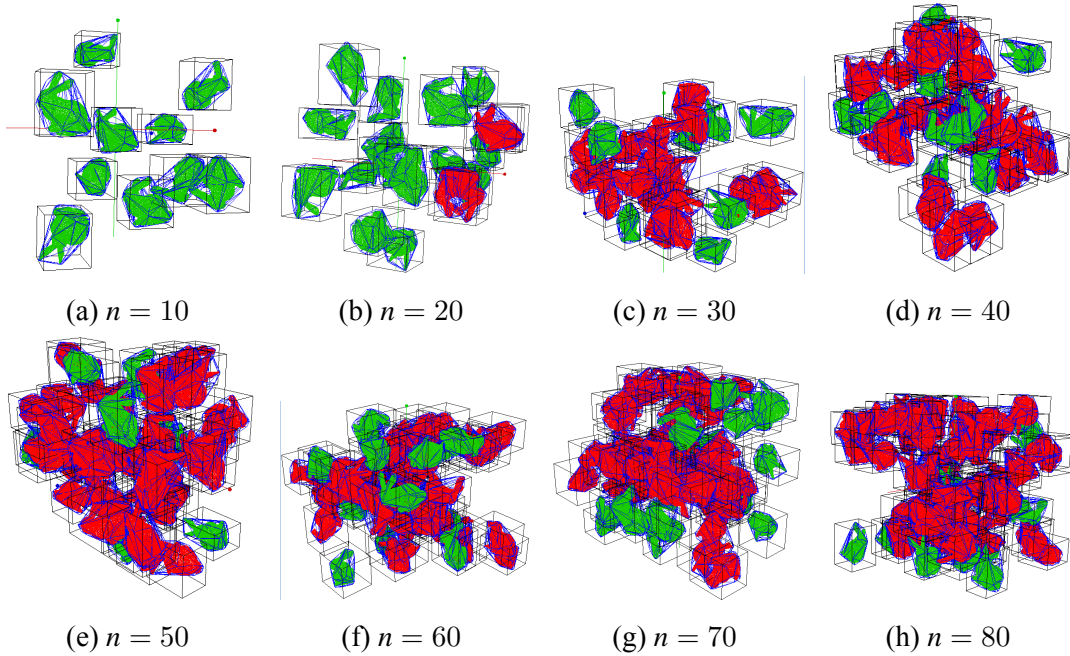 (a) n = 10
(b) n = 20
(c) n = 30
(d) n = 40
(e) n = 50
(f) n = 60
(g) n = 70
(h) n = 80